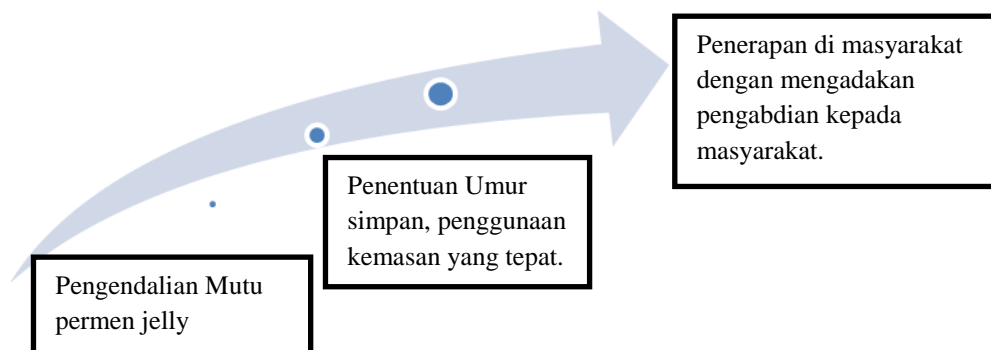 Pengendalian Mutu
permen jelly
Penentuan Umur
simpan, penggunaan
kemasan yang tepat.
Penerapan di masyarakat
dengan mengadakan
pengabdian kepada
masyarakat.